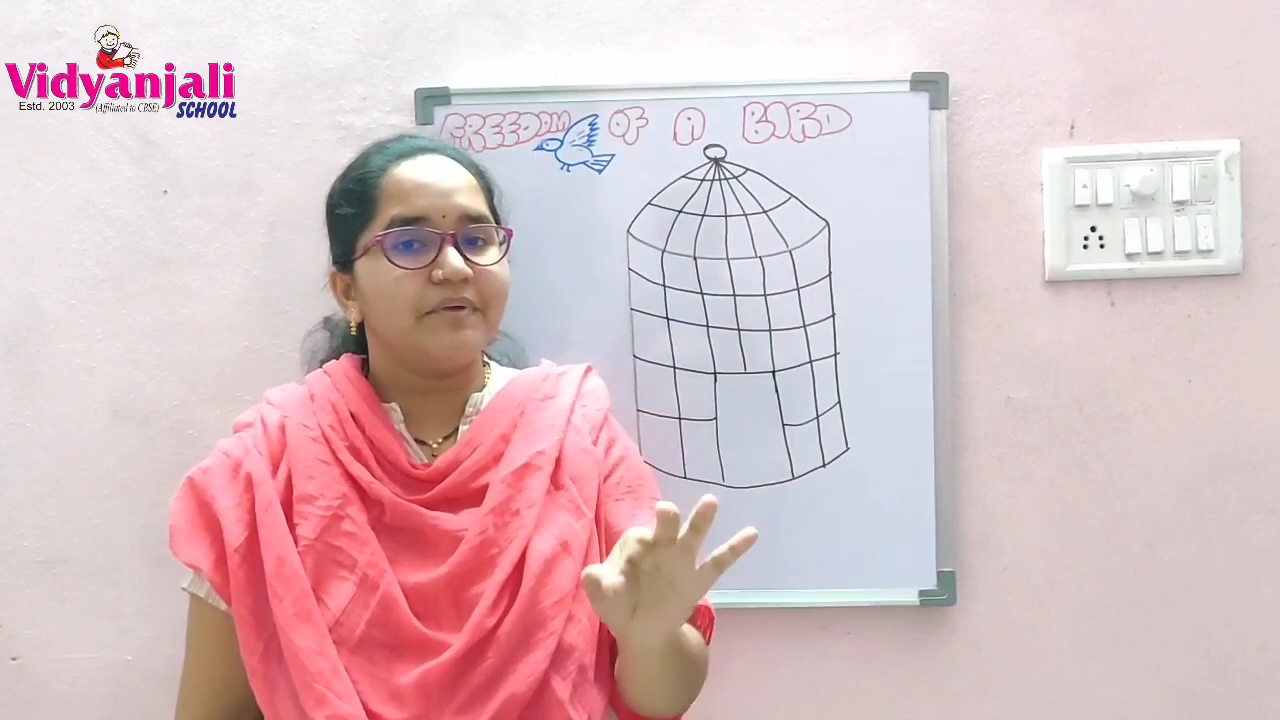 Vidyanjali
Estd. 2003 (Affiliated to CBSE) SCHOOL
FREEDOM OF A BIRD